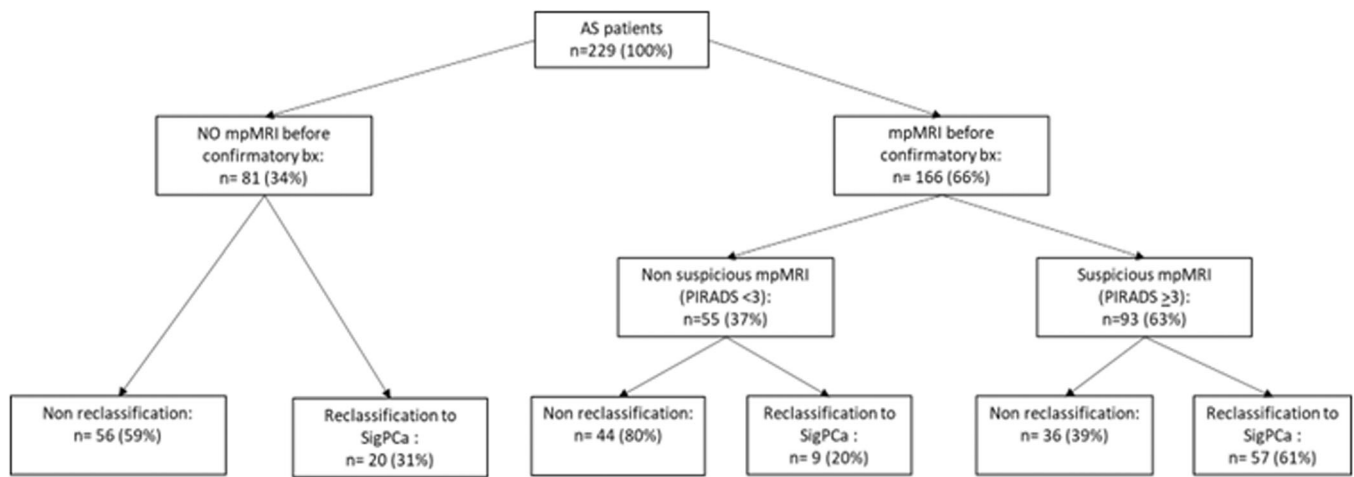 AS patients
n=229 (100%)
NO mpMRI before
confirmatory bx:
n= 81 (34%)
mpMRI before
confirmatory bx:
n= 166 (66%)
Non suspicious mpMRI
(PIRADS <3):
n=55 (37%)
Suspicious mpMRI
(PIRADS ≥3):
n=93 (63%)
Non reclassification:
n= 56 (59%)
Reclassification to
SigPCa :
n= 20 (31%)
Non reclassification:
n= 44 (80%)
Reclassification to
SigPCa :
n= 9 (20%)
Non reclassification:
n= 36 (39%)
Reclassification to
SigPCa :
n= 57 (61%)